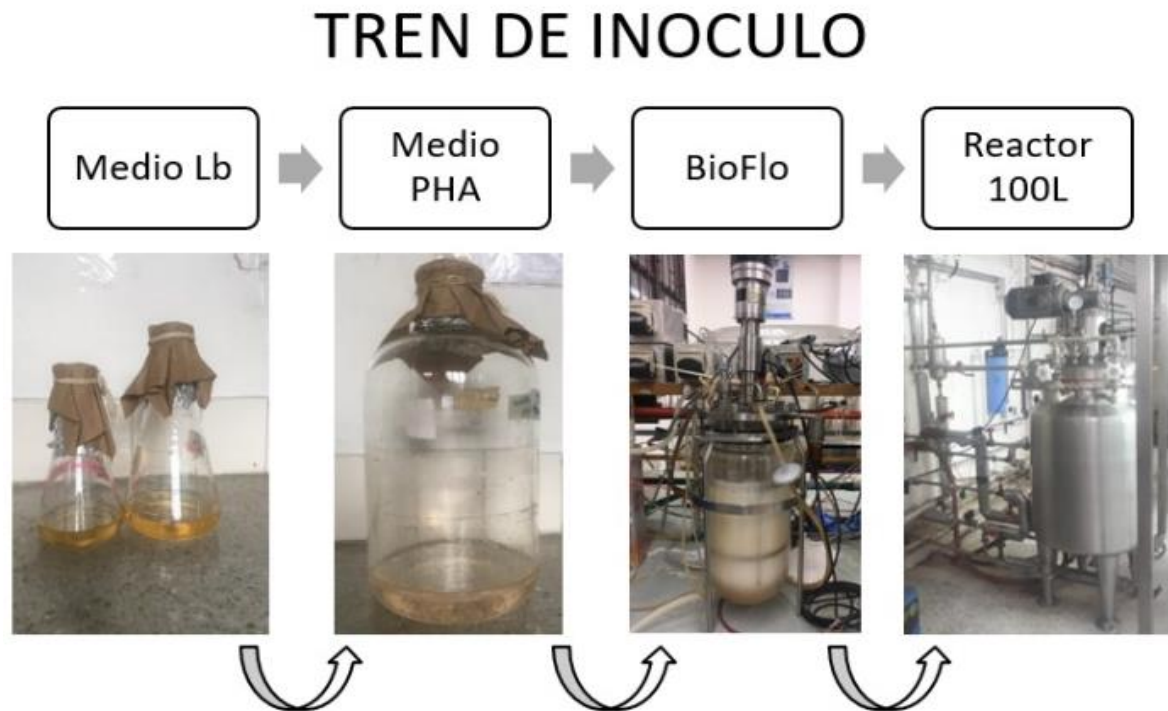 TREN DE INOCULO
Medio Lb
Medio
PHA
BioFlo
Reactor
100L